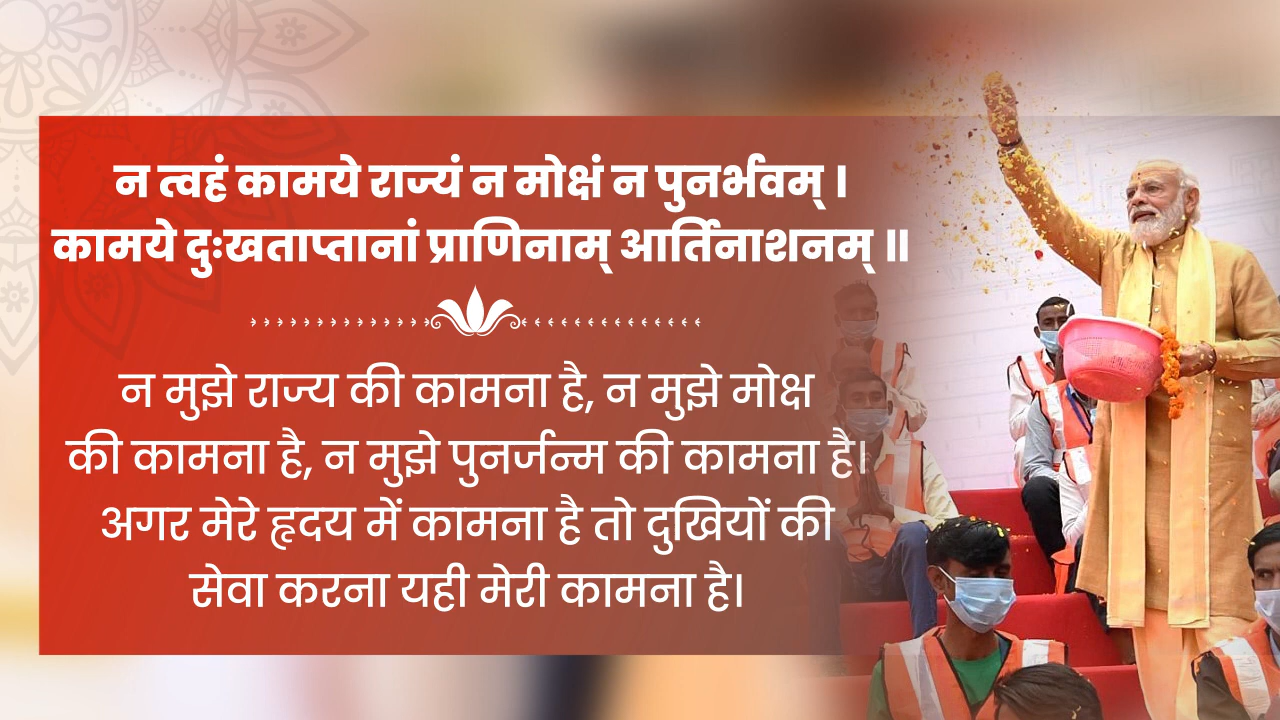 न त्वहं कामये राज्यं न मोक्षं न पुनर्भवम् ।
कामये दुःखताप्तानां प्राणिनाम् आर्तिनाशनम् ॥
न मुझे राज्य की कामना है, न मुझे मोक्ष
की कामना है, न मुझे पुनर्जन्म की कामना है।
अगर मेरे हृदय में कामना है तो दुखियों की
सेवा करना यही मेरी कामना है।